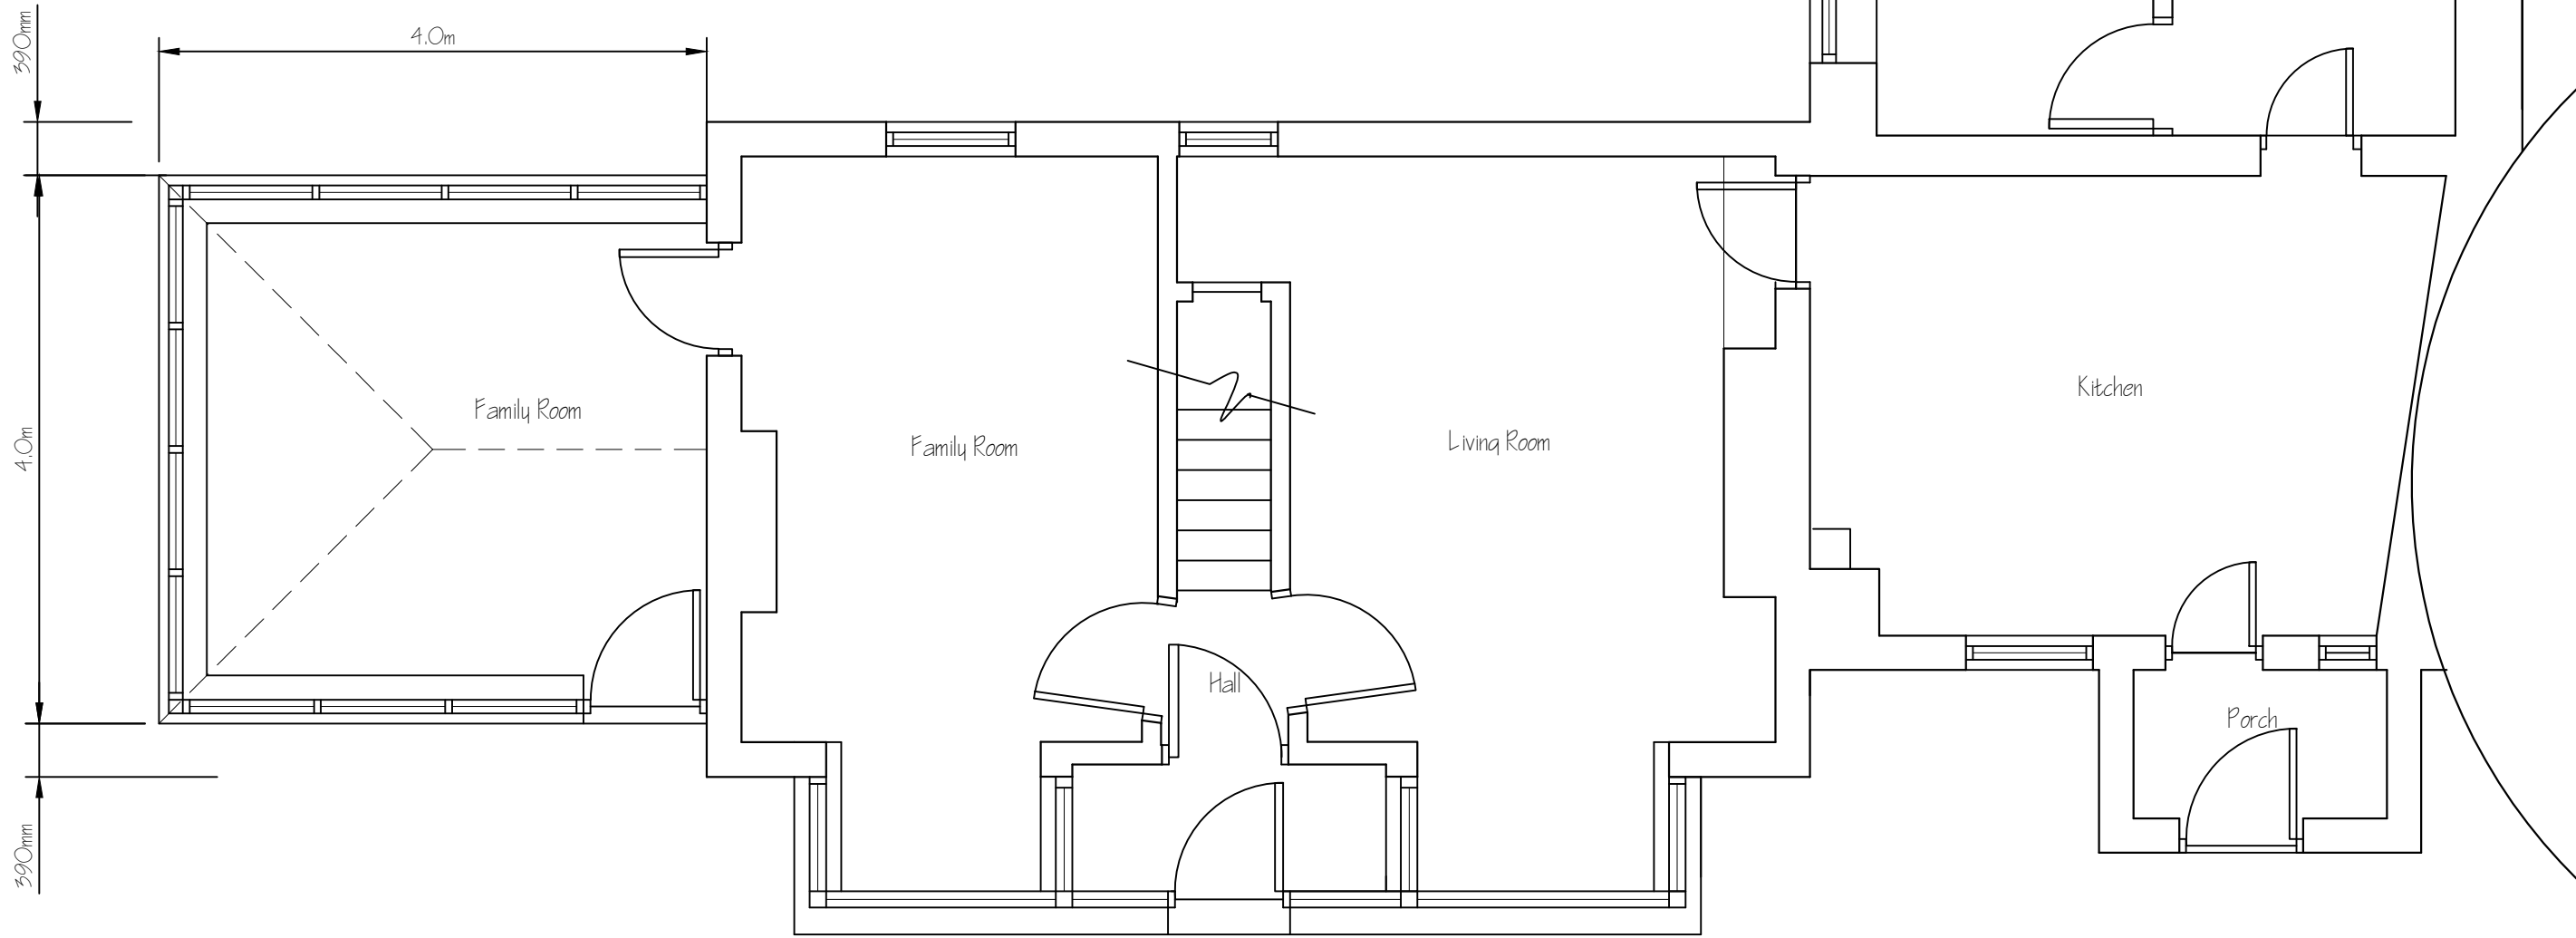 390mm
4.0m
4.0m
Family Room
Family Room
Living Room
Kitchen
Hall
Porch
390mm